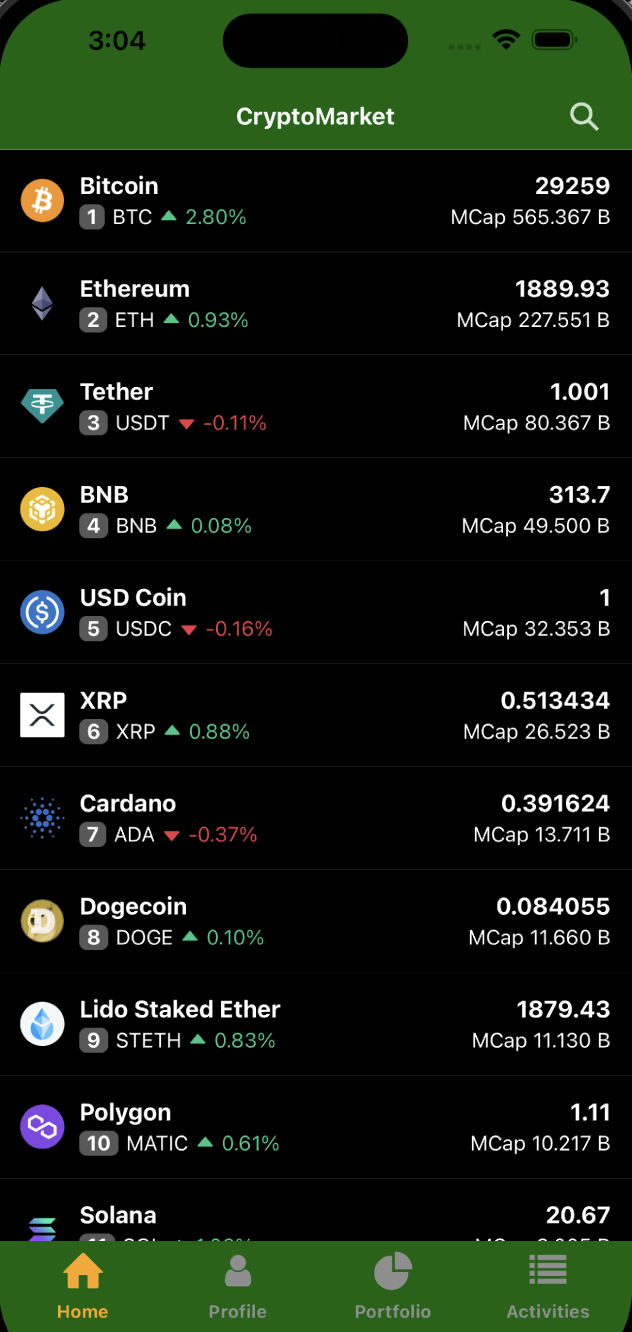 3:04
CryptoMarket
Bitcoin 29259
1 BTC 2.80% MCap 565.367 B
Ethereum 1889.93
2 ETH 0.93% MCap 227.551 B
Tether 1.001
3 USDT -0.11% MCap 80.367 B
BNB 313.7
4 BNB 0.08% MCap 49.500 B
USD Coin 1
5 USDC -0.16% MCap 32.353 B
XRP 0.513434
6 XRP 0.88% MCap 26.523 B
Cardano 0.391624
7 ADA -0.37% MCap 13.711 B
Dogecoin 0.084055
8 DOGE 0.10% MCap 11.660 B
Lido Staked Ether 1879.43
9 STETH 0.83% MCap 11.130 B
Polygon 1.11
10 MATIC 0.61% MCap 10.217 B
Solana 20.67
Home Profile Portfolio Activities